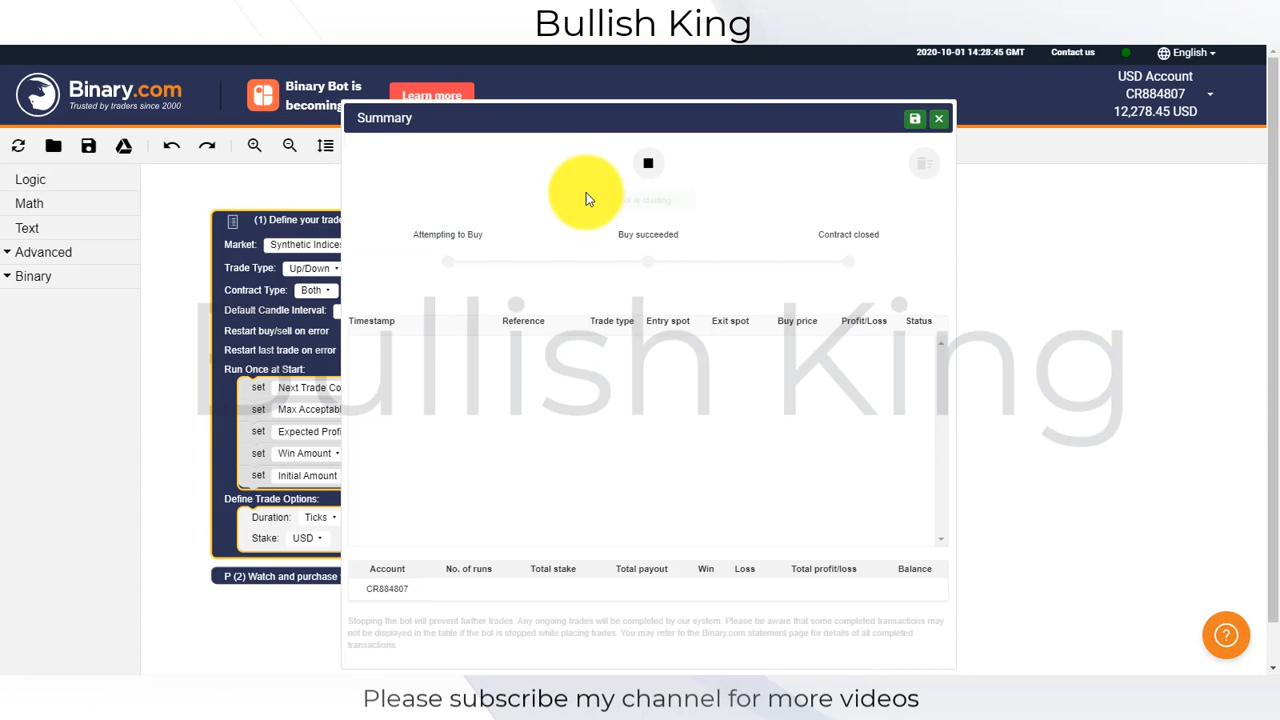 Bullish King
2020-10-01 14:28:45 GMT
Contact us
English
Binary.com
Trusted by traders since 2000
Binary Bot is
becoming
Learn more
USD Account
CR884807
12,278.45 USD
Summary
Logic
Math
Text
Advanced
Binary
(1) Define your trade
Market: Synthetic Indices
Trade Type: Up/Down
Contract Type: Both
Default Candle Interval:
Restart buy/sell on error
Restart last trade on error
Run Once at Start:
set Next Trade Co
set Max Acceptabl
set Expected Profi
set Win Amount
set Initial Amount
Define Trade Options:
Duration: Ticks
Stake: USD
P (2) Watch and purchase
Attempting to Buy
Buy succeeded
Contract closed
Timestamp Reference Trade type Entry spot Exit spot Buy price Profit/Loss Status
Bullish King
Account No. of runs Total stake Total payout Win Loss Total profit/loss Balance
CR884807
Stopping the bot will prevent further trades. Any ongoing trades will be completed by our system. Please be aware that some completed transactions may
not be displayed in the table if the bot is stopped while placing trades. You may refer to the Binary.com statement page for details of all completed
transactions.
Please subscribe my channel for more videos